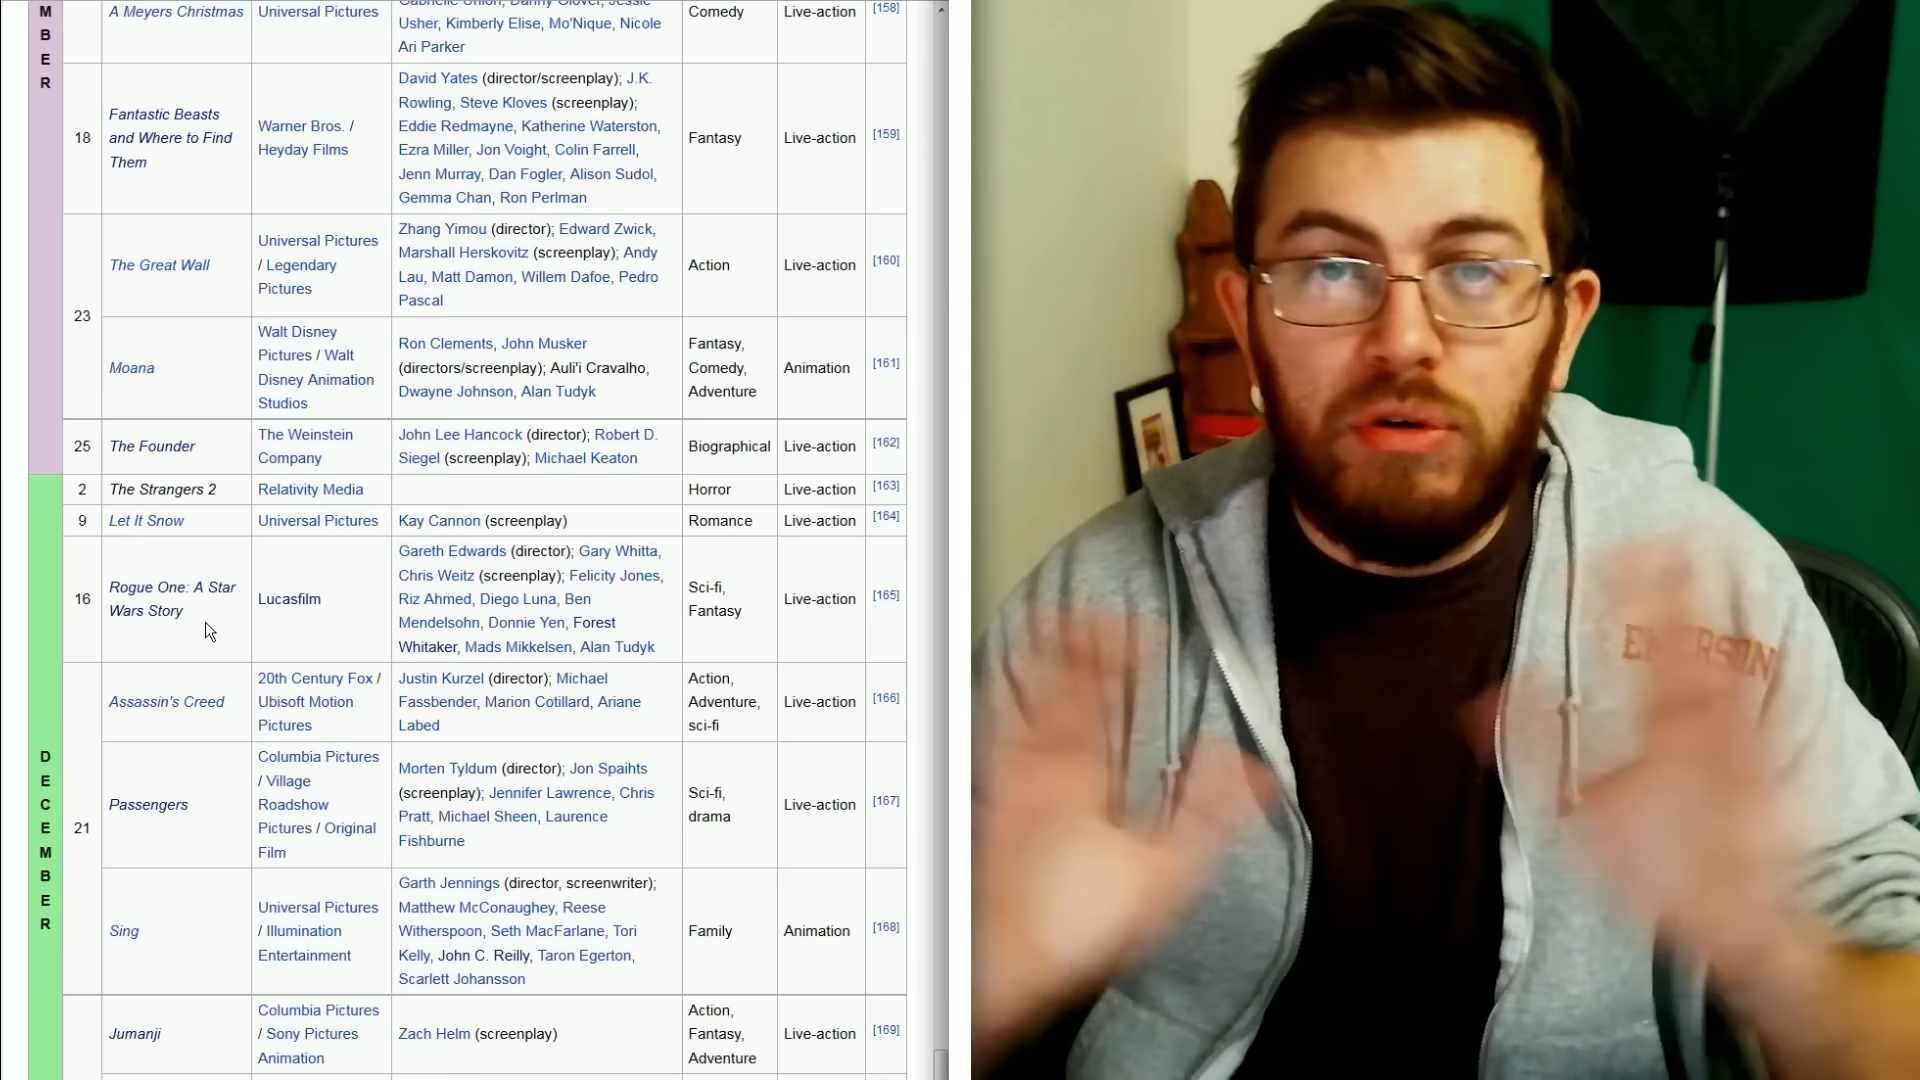 M
B
E
R
A Meyers Christmas
Universal Pictures
Usher, Kimberly Elise, Mo'Nique, Nicole
Ari Parker
Comedy
Live-action
[158]
18
Fantastic Beasts
and Where to Find
Them
Warner Bros. /
Heyday Films
David Yates (director/screenplay); J.K.
Rowling, Steve Kloves (screenplay);
Eddie Redmayne, Katherine Waterston,
Ezra Miller, Jon Voight, Colin Farrell,
Jenn Murray, Dan Fogler, Alison Sudol,
Gemma Chan, Ron Perlman
Fantasy
Live-action
[159]
23
The Great Wall
Universal Pictures
/ Legendary
Pictures
Zhang Yimou (director); Edward Zwick,
Marshall Herskovitz (screenplay); Andy
Lau, Matt Damon, Willem Dafoe, Pedro
Pascal
Action
Live-action
[160]
Moana
Walt Disney
Pictures / Walt
Disney Animation
Studios
Ron Clements, John Musker
(directors/screenplay); Auli'i Cravalho,
Dwayne Johnson, Alan Tudyk
Fantasy,
Comedy,
Adventure
Animation
[161]
25
The Founder
The Weinstein
Company
John Lee Hancock (director); Robert D.
Siegel (screenplay); Michael Keaton
Biographical
Live-action
[162]
D
E
C
E
M
B
E
R
2
The Strangers 2
Relativity Media
Horror
Live-action
[163]
9
Let It Snow
Universal Pictures
Kay Cannon (screenplay)
Romance
Live-action
[164]
16
Rogue One: A Star
Wars Story
Lucasfilm
Gareth Edwards (director); Gary Whitta,
Chris Weitz (screenplay); Felicity Jones,
Riz Ahmed, Diego Luna, Ben
Mendelsohn, Donnie Yen, Forest
Whitaker, Mads Mikkelsen, Alan Tudyk
Sci-fi,
Fantasy
Live-action
[165]
21
Assassin's Creed
20th Century Fox /
Ubisoft Motion
Pictures
Justin Kurzel (director); Michael
Fassbender, Marion Cotillard, Ariane
Labed
Action,
Adventure,
sci-fi
Live-action
[166]
Passengers
Columbia Pictures
/ Village
Roadshow
Pictures / Original
Film
Morten Tyldum (director); Jon Spaihts
(screenplay); Jennifer Lawrence, Chris
Pratt, Michael Sheen, Laurence
Fishburne
Sci-fi,
drama
Live-action
[167]
Sing
Universal Pictures
/ Illumination
Entertainment
Garth Jennings (director, screenwriter);
Matthew McConaughey, Reese
Witherspoon, Seth MacFarlane, Tori
Kelly, John C. Reilly, Taron Egerton,
Scarlett Johansson
Family
Animation
[168]
Jumanji
Columbia Pictures
/ Sony Pictures
Animation
Zach Helm (screenplay)
Action,
Fantasy,
Adventure
Live-action
[169]